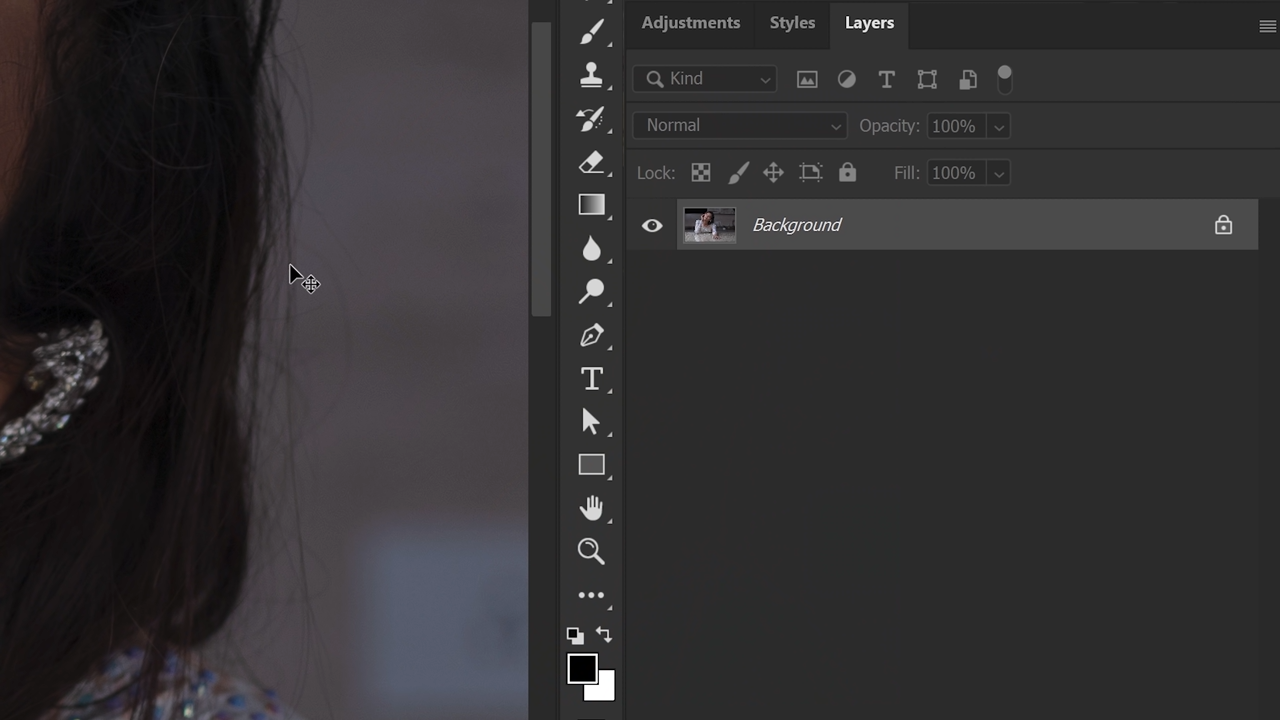 Adjustments Styles Layers
Kind
Normal Opacity: 100%
Lock: Fill: 100%
Background